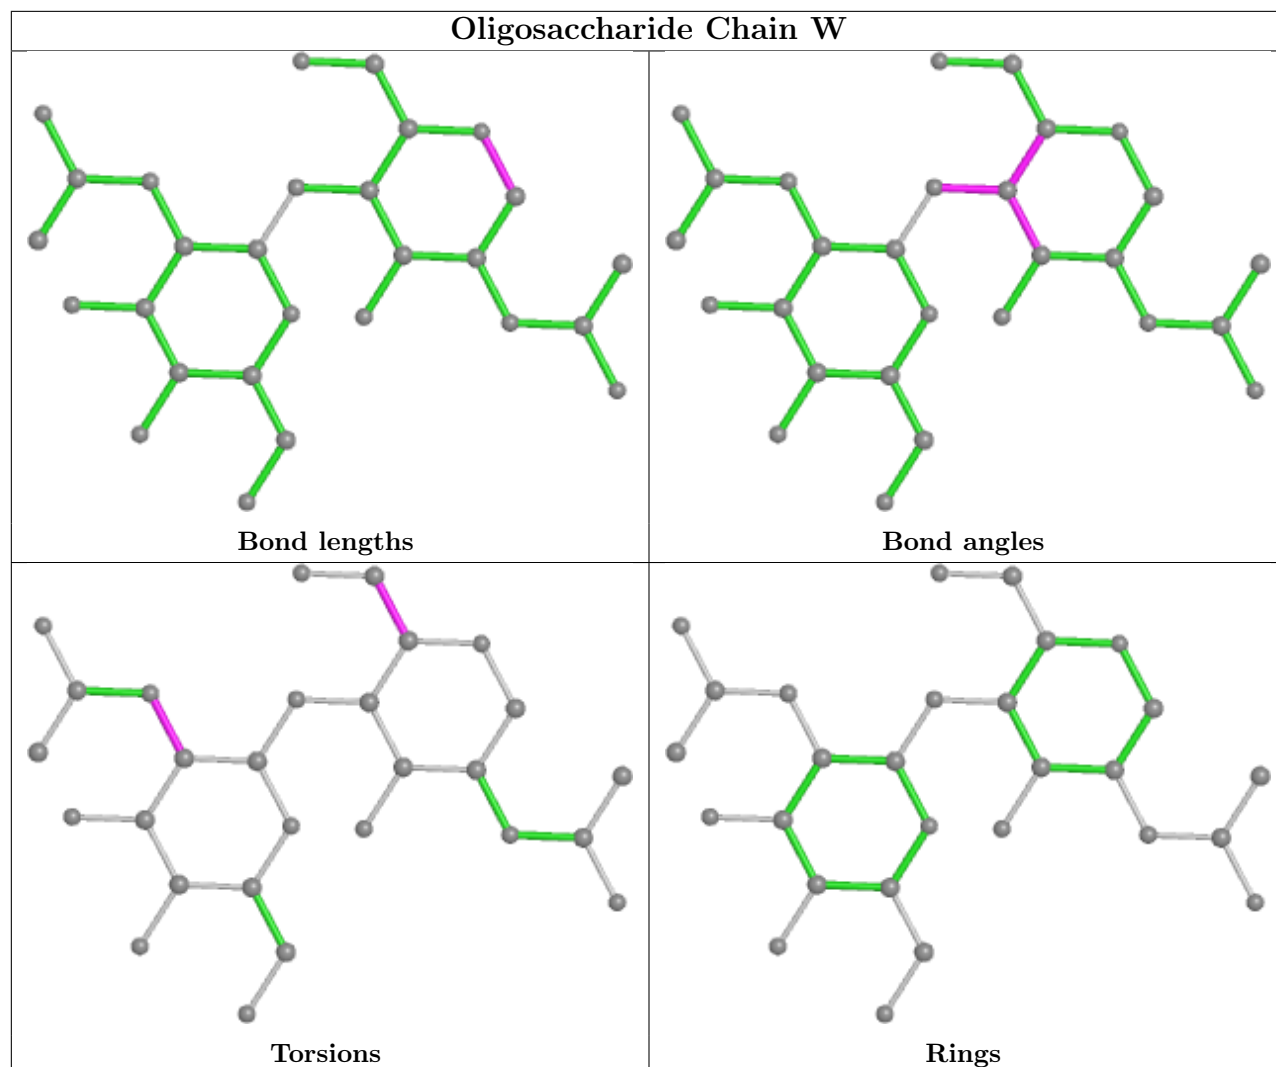 Oligosaccharide Chain W
Bond lengths
Bond angles
Torsions
Rings